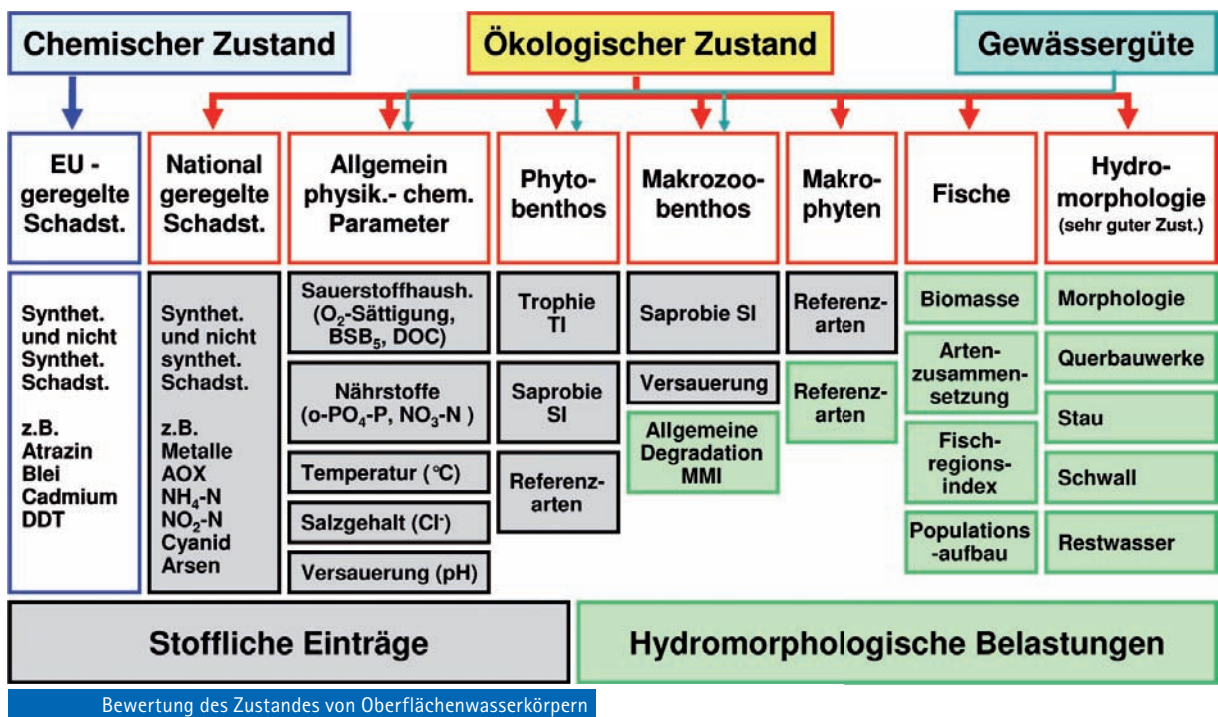 Chemischer Zustand
Ökologischer Zustand
Gewässergüte
EU -
geregelte
Schadst.
National
geregelte
Schadst.
Allgemein
physik.- chem.
Parameter
Phyto-
benthos
Makrozoo-
benthos
Makro-
phyten
Fische
Hydro-
morphologie
(sehr guter Zust.)
Synthet.
und nicht
Synthet.
Schadst.
z.B.
Atrazin
Blei
Cadmium
DDT
Synthet.
und nicht
synthet.
Schadst.
z.B.
Metalle
AOX
NH₄-N
NO₂-N
Cyanid
Arsen
Sauerstoffhaush.
(O₂-Sättigung,
BSB₅, DOC)
Nährstoffe
(o-PO₄-P, NO₃-N )
Temperatur (°C)
Salzgehalt (Cl⁻)
Versauerung (pH)
Trophie
TI
Saprobie
SI
Referenz-
arten
Saprobie SI
Versauerung
Allgemeine
Degradation
MMI
Referenz-
arten
Referenz-
arten
Biomasse
Arten-
zusammen-
setzung
Fisch-
regions-
index
Populations
-aufbau
Morphologie
Querbauwerke
Stau
Schwall
Restwasser
Stoffliche Einträge
Hydromorphologische Belastungen
Bewertung des Zustandes von Oberflächenwasserkörpern